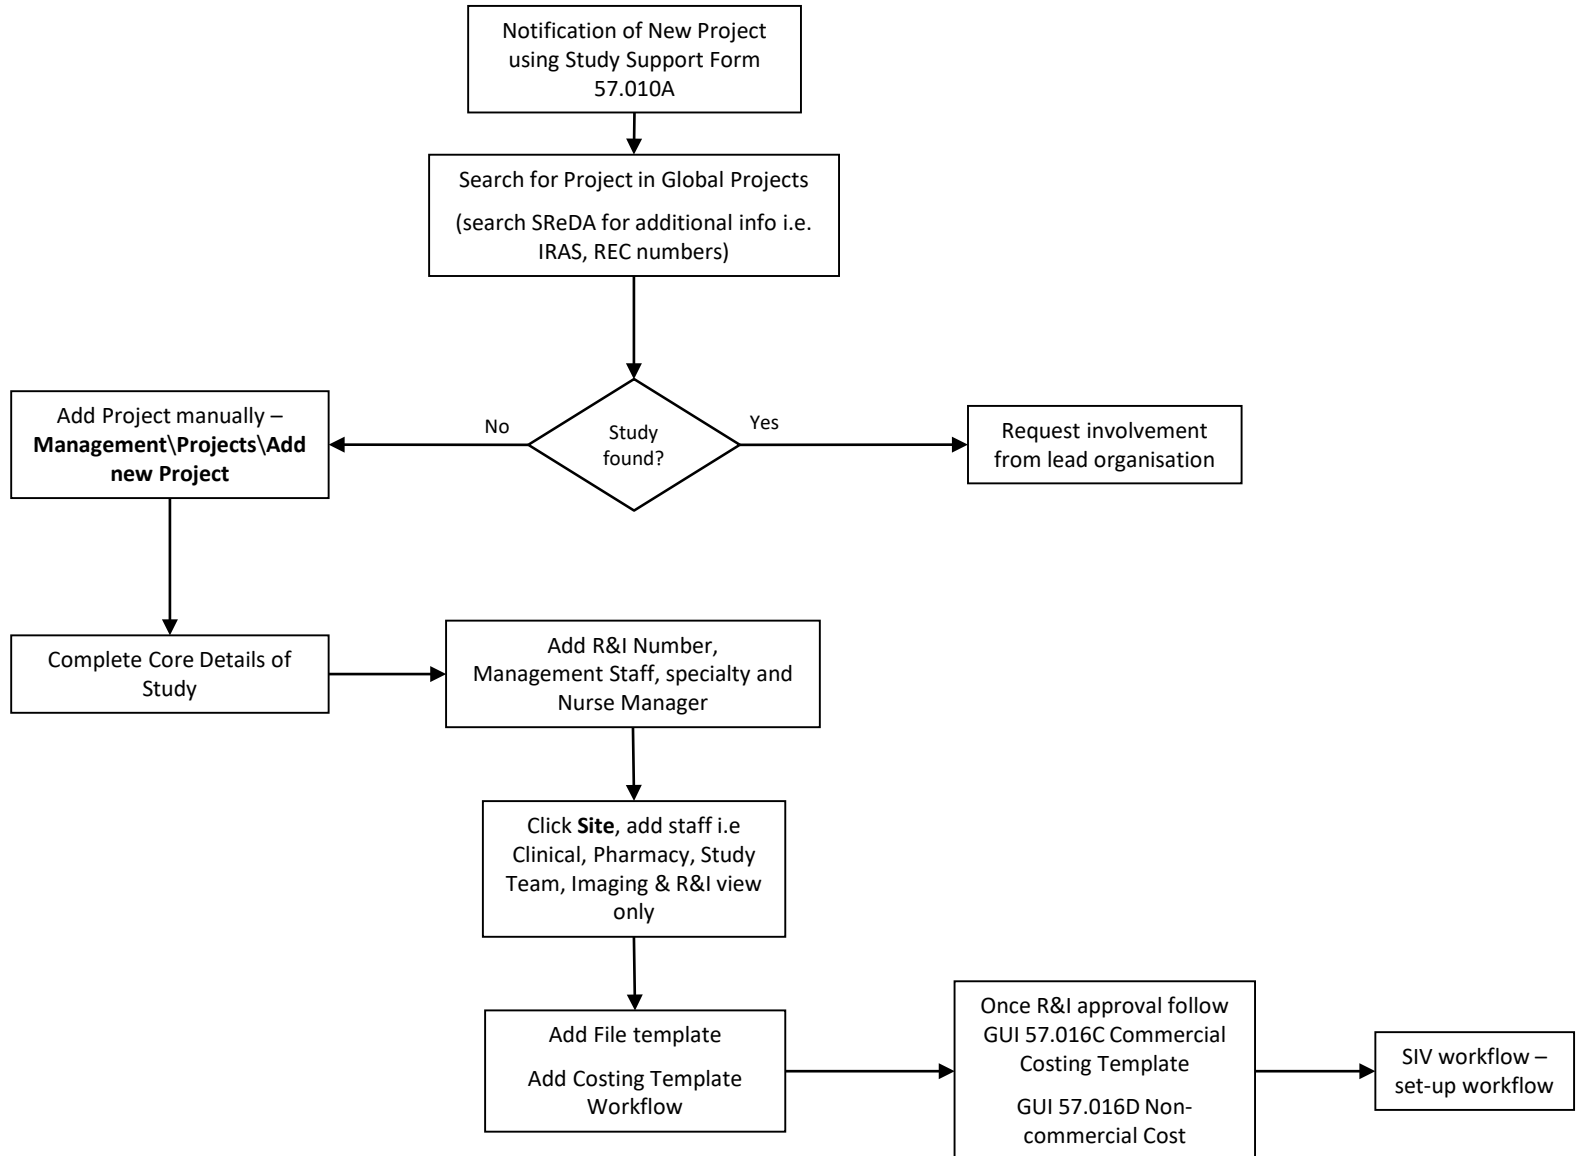 Notification of New Project
using Study Support Form
57.010A
Search for Project in Global Projects
(search SReDA for additional info i.e.
IRAS, REC numbers)
Study
found?
No
Yes
Add Project manually –
Management\Projects\Add
new Project
Request involvement
from lead organisation
Complete Core Details of
Study
Add R&I Number,
Management Staff, specialty and
Nurse Manager
Click Site, add staff i.e
Clinical, Pharmacy, Study
Team, Imaging & R&I view
only
Add File template
Add Costing Template
Workflow
Once R&I approval follow
GUI 57.016C Commercial
Costing Template
GUI 57.016D Non-
commercial Cost
SIV workflow –
set-up workflow